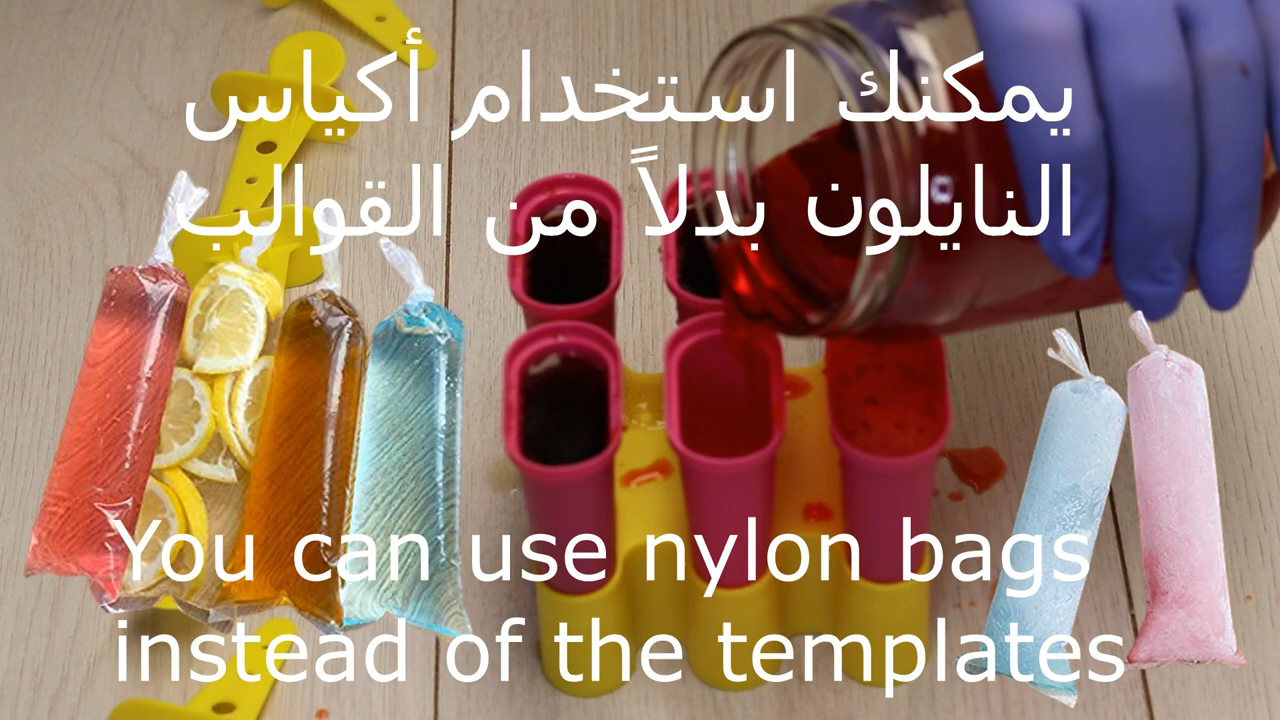 يمكنك استخدام أكياس
النايلون بدلاً من القوالب
You can use nylon bags
instead of the templates